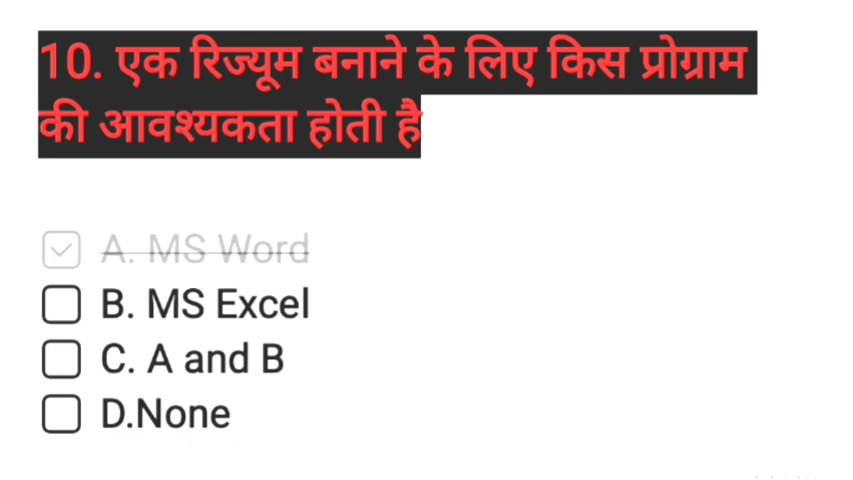 10. एक रिज्यूम बनाने के लिए किस प्रोग्राम
की आवश्यकता होती है
A. MS Word
B. MS Excel
C. A and B
D.None